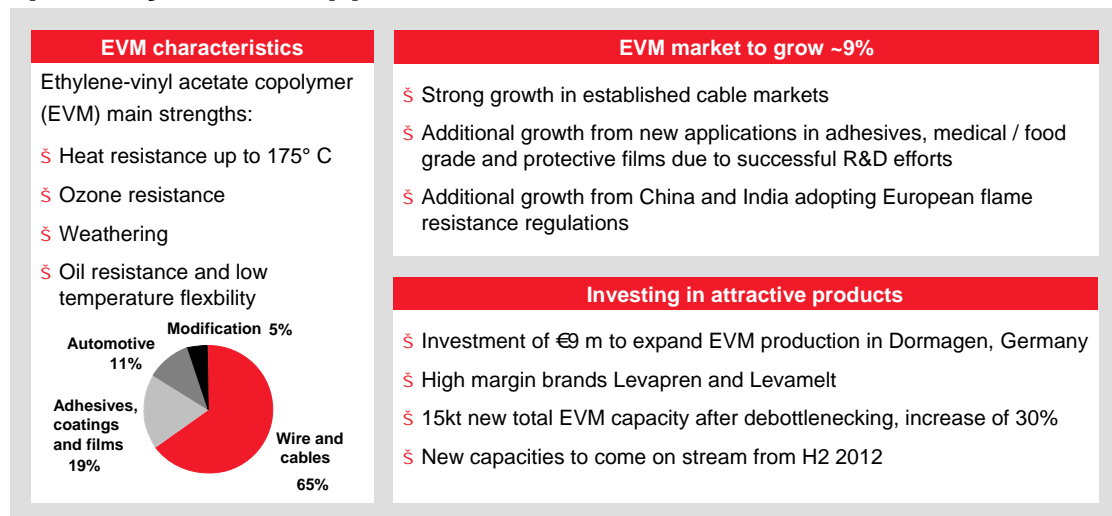 EVM characteristics
Ethylene-vinyl acetate copolymer
(EVM) main strengths:
Š Heat resistance up to 175° C
Š Ozone resistance
Š Weathering
Š Oil resistance and low
temperature flexbility
Modification 5%
Automotive
11%
Adhesives,
coatings
and films
19%
Wire and
cables
65%
EVM market to grow ~9%
Š Strong growth in established cable markets
Š Additional growth from new applications in adhesives, medical / food
grade and protective films due to successful R&D efforts
Š Additional growth from China and India adopting European flame
resistance regulations
Investing in attractive products
Š Investment of €9 m to expand EVM production in Dormagen, Germany
Š High margin brands Levapren and Levamelt
Š 15kt new total EVM capacity after debottlenecking, increase of 30%
Š New capacities to come on stream from H2 2012